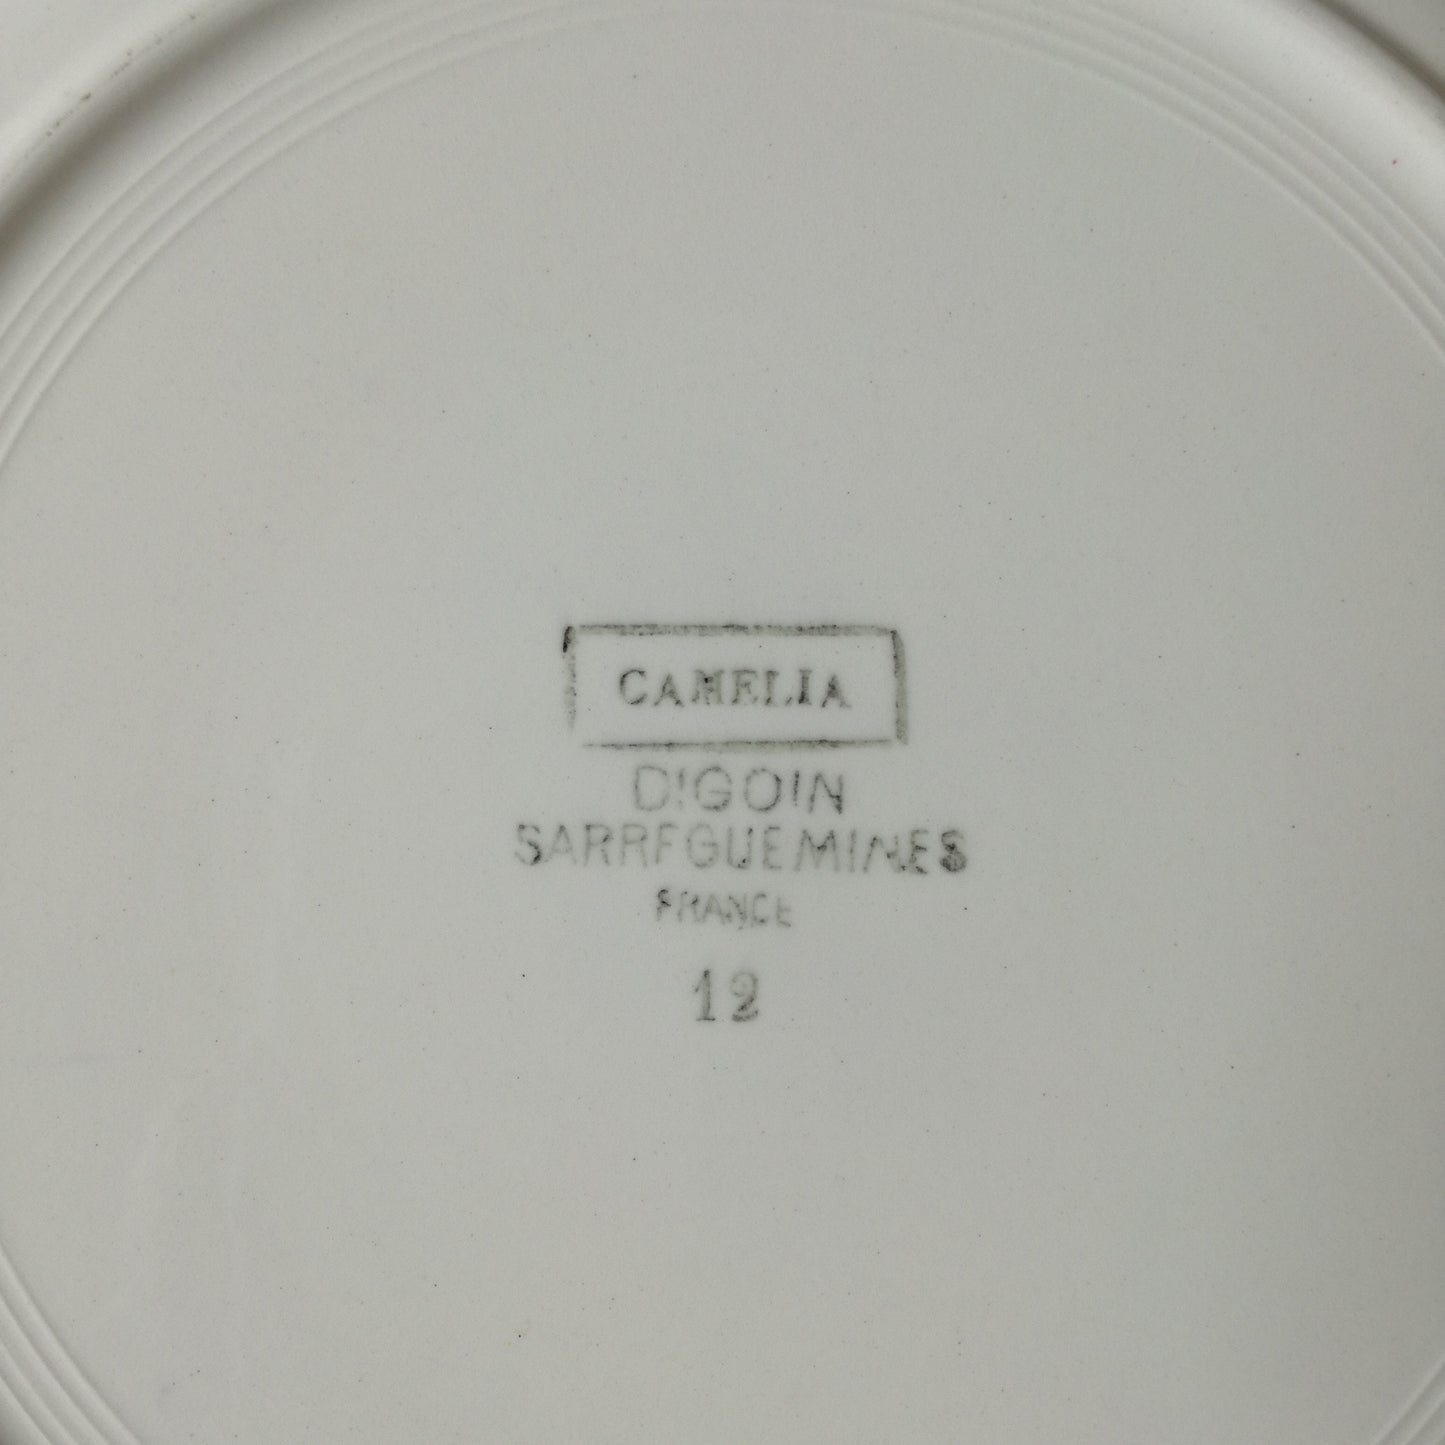 CAMELIA
DIGOIN
SARREGUEMINES
FRANCE
12